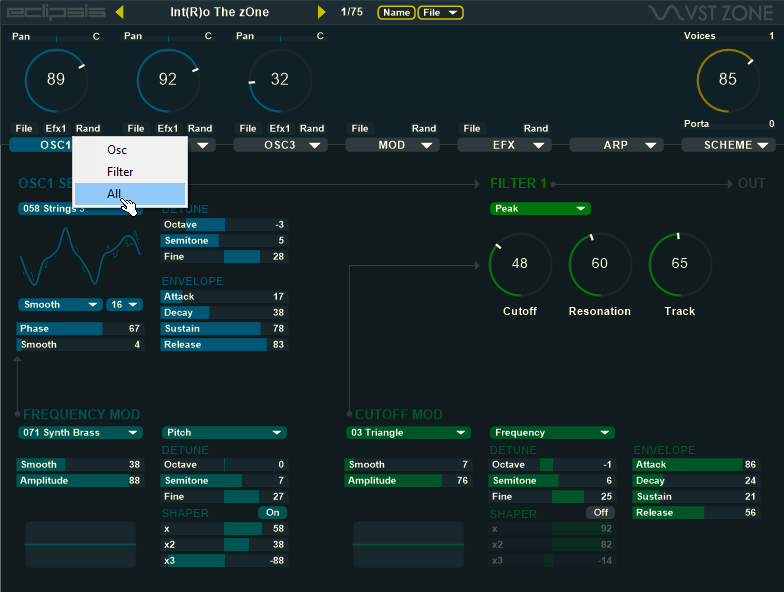 eclipsis Int(R)o The zOne 1/75 Name File VST ZONE
Pan C Pan C Pan C Voices 1
89 92 32 85
Porta 0
File Efx1 Rand File Efx1 Rand File Efx1 Rand File Rand File Rand
OSC1 OSC3 MOD EFX ARP SCHEME
Osc
Filter
All
OSC1 SE FILTER 1 OUT
058 Strings 3 DETUNE Peak
Octave -3
Semitone 5
Fine 28
48 60 65
ENVELOPE
Attack 17
Smooth 16 Decay 38 Cutoff Resonation Track
Phase 67 Sustain 78
Smooth 4 Release 83
FREQUENCY MOD CUTOFF MOD
071 Synth Brass Pitch 03 Triangle Frequency
DETUNE DETUNE ENVELOPE
Smooth 38 Octave 0 Smooth 7 Octave -1 Attack 86
Amplitude 88 Semitone 7 Amplitude 76 Semitone 6 Decay 24
Fine 27 Fine 25 Sustain 21
SHAPER On SHAPER Off Release 56
x 58 x 92
x2 38 x2 82
x3 -88 x3 -14